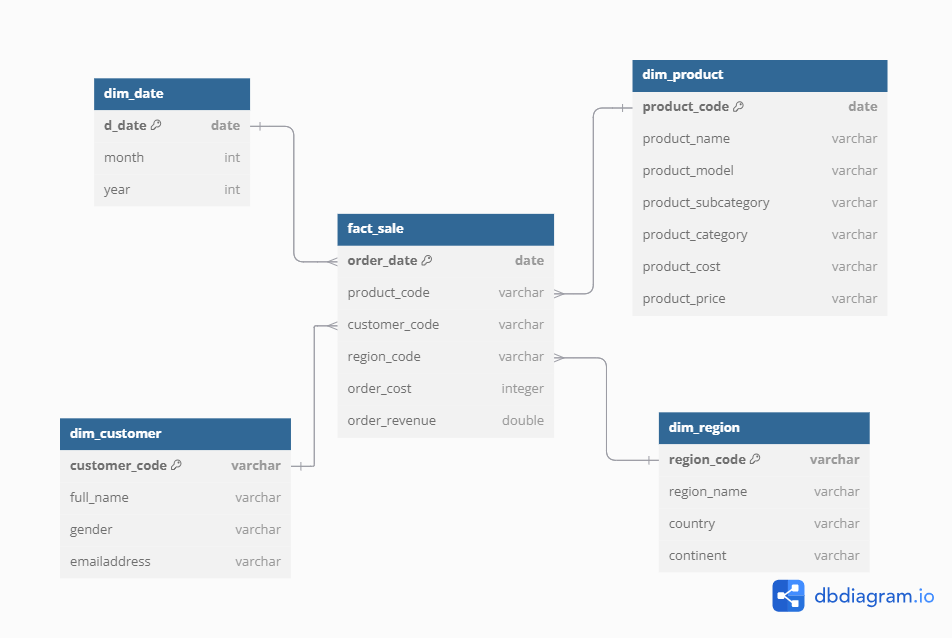 dim_date
d_date date
month int
year int
dim_product
product_code date
product_name varchar
product_model varchar
product_subcategory varchar
product_category varchar
product_cost varchar
product_price varchar
fact_sale
order_date date
product_code varchar
customer_code varchar
region_code varchar
order_cost integer
order_revenue double
dim_customer
customer_code varchar
full_name varchar
gender varchar
emailaddress varchar
dim_region
region_code varchar
region_name varchar
country varchar
continent varchar
dbdiagram.io